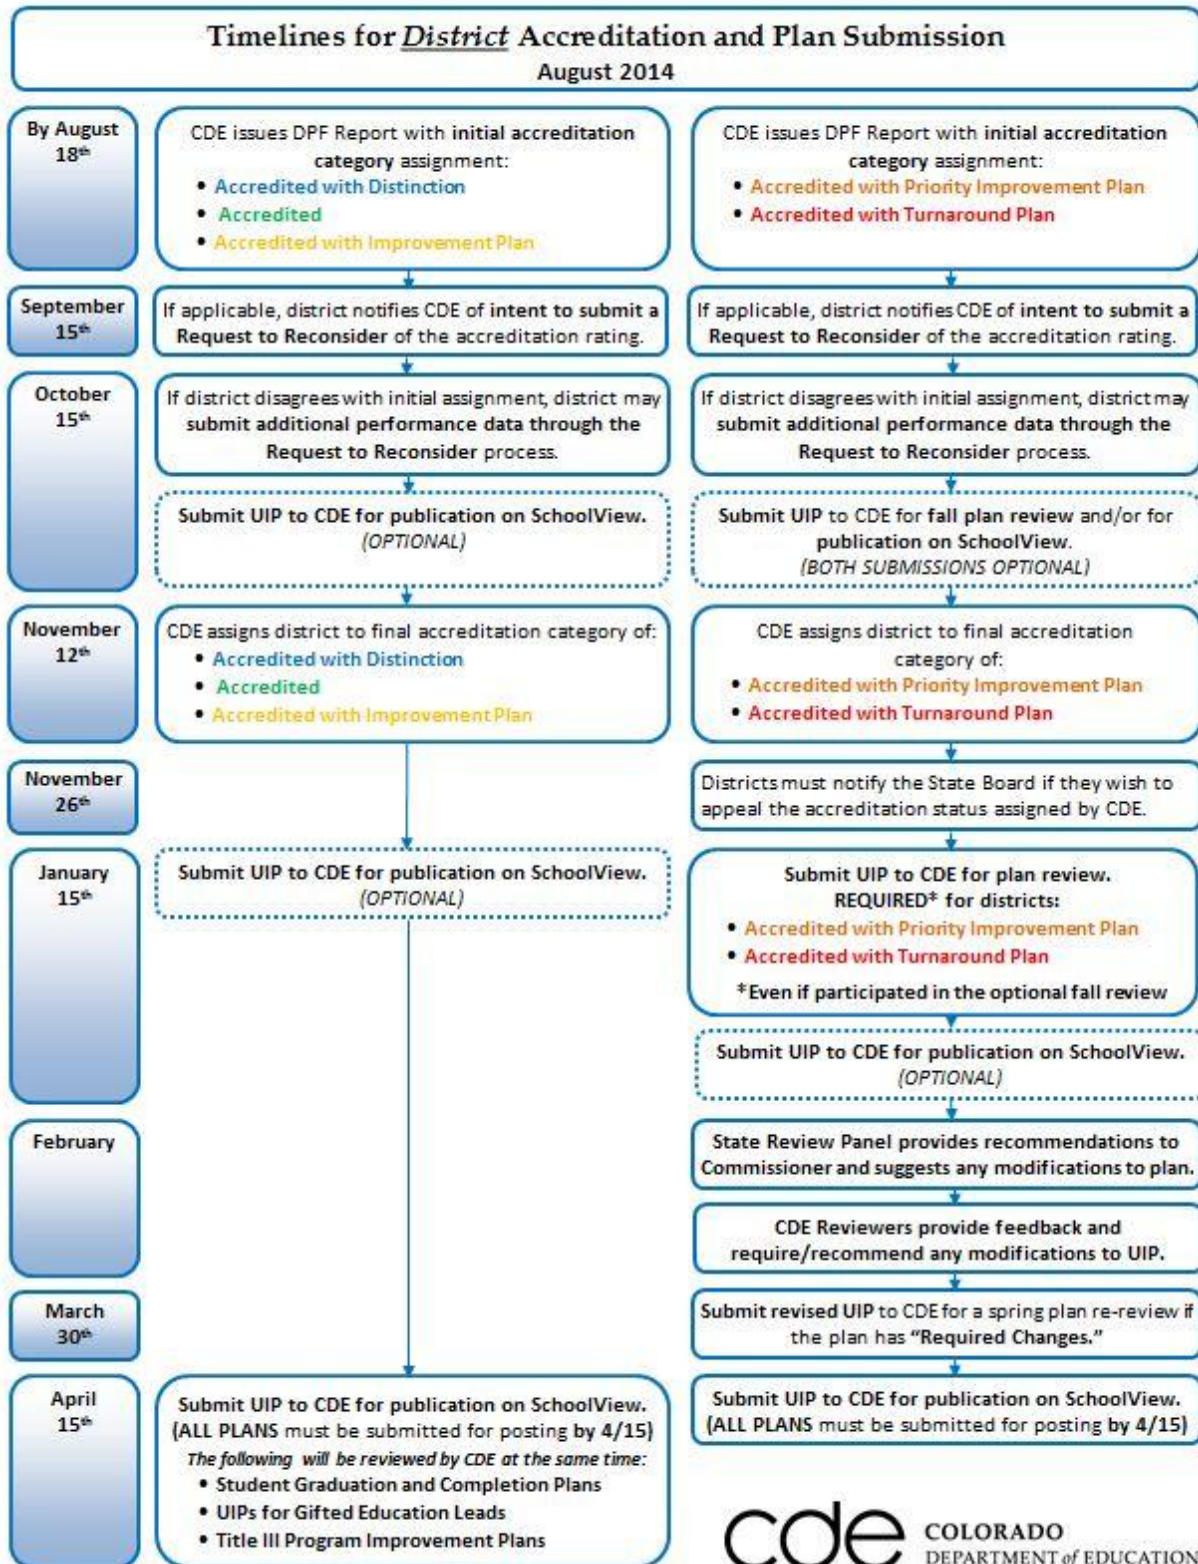 Timelines for District Accreditation and Plan Submission
August 2014
By August
18th
CDE issues DPF Report with initial accreditation
category assignment:
• Accredited with Distinction
• Accredited
• Accredited with Improvement Plan
CDE issues DPF Report with initial accreditation
category assignment:
• Accredited with Priority Improvement Plan
• Accredited with Turnaround Plan
September
15th
If applicable, district notifies CDE of intent to submit a
Request to Reconsider of the accreditation rating.
If applicable, district notifies CDE of intent to submit a
Request to Reconsider of the accreditation rating.
October
15th
If district disagrees with initial assignment, district may
submit additional performance data through the
Request to Reconsider process.
If district disagrees with initial assignment, district may
submit additional performance data through the
Request to Reconsider process.
Submit UIP to CDE for publication on SchoolView.
(OPTIONAL)
Submit UIP to CDE for fall plan review and/or for
publication on SchoolView.
(BOTH SUBMISSIONS OPTIONAL)
November
12th
CDE assigns district to final accreditation category of:
• Accredited with Distinction
• Accredited
• Accredited with Improvement Plan
CDE assigns district to final accreditation
category of:
• Accredited with Priority Improvement Plan
• Accredited with Turnaround Plan
November
26th
Districts must notify the State Board if they wish to
appeal the accreditation status assigned by CDE.
January
15th
Submit UIP to CDE for publication on SchoolView.
(OPTIONAL)
Submit UIP to CDE for plan review.
REQUIRED* for districts:
• Accredited with Priority Improvement Plan
• Accredited with Turnaround Plan
*Even if participated in the optional fall review
Submit UIP to CDE for publication on SchoolView.
(OPTIONAL)
February
State Review Panel provides recommendations to
Commissioner and suggests any modifications to plan.
CDE Reviewers provide feedback and
require/recommend any modifications to UIP.
March
30th
Submit revised UIP to CDE for a spring plan re-review if
the plan has “Required Changes.”
April
15th
Submit UIP to CDE for publication on SchoolView.
(ALL PLANS must be submitted for posting by 4/15)
The following will be reviewed by CDE at the same time:
• Student Graduation and Completion Plans
• UIPs for Gifted Education Leads
• Title III Program Improvement Plans
Submit UIP to CDE for publication on SchoolView.
(ALL PLANS must be submitted for posting by 4/15)
cde
COLORADO
DEPARTMENT of EDUCATION